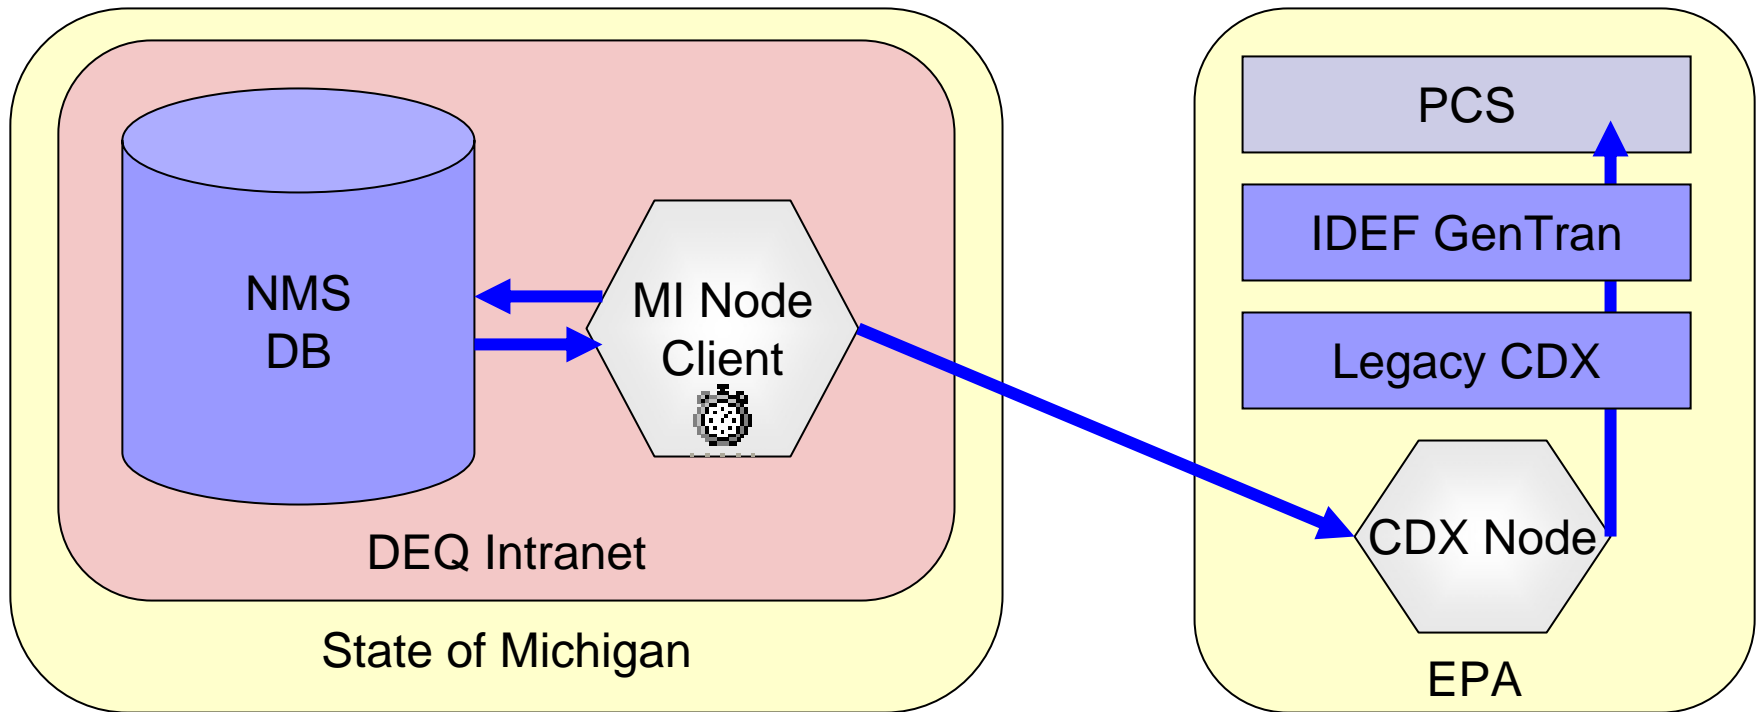 NMS
DB
MI Node
Client
DEQ Intranet
State of Michigan
PCS
IDEF GenTran
Legacy CDX
CDX Node
EPA